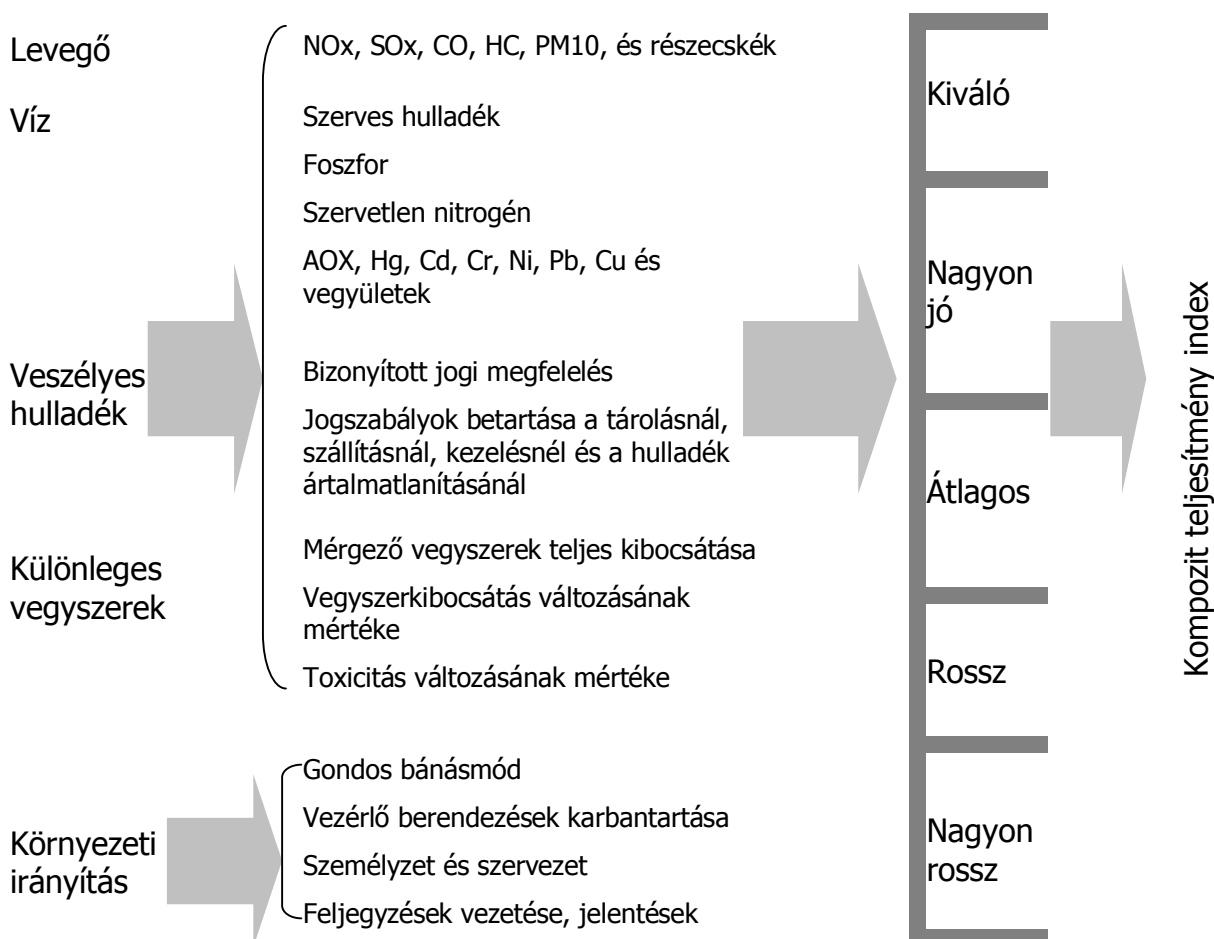 Levegő
Víz
Veszélyes
hulladék
Különleges
vegyszerek
Környezeti
irányítás
NOx, SOx, CO, HC, PM10, és részecskék
Szerves hulladék
Foszfor
Szervetlen nitrogén
AOX, Hg, Cd, Cr, Ni, Pb, Cu és
vegyületek
Bizonyított jogi megfelelés
Jogszabályok betartása a tárolásnál,
szállításnál, kezelésnél és a hulladék
ártalmatlanításánál
Mérgező vegyszerek teljes kibocsátása
Vegyszerkibocsátás változásának
mértéke
Toxicitás változásának mértéke
Gondos bánásmód
Vezérlő berendezések karbantartása
Személyzet és szervezet
Feljegyzések vezetése, jelentések
Kiváló
Nagyon
jó
Átlagos
Rossz
Nagyon
rossz
Kompozit teljesítmény index